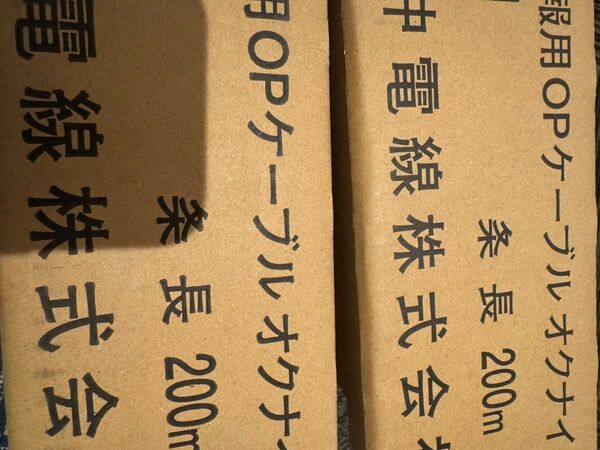 報用OPケーブルオクナイ
条長 200m
中電線株式会
用OPケーブルオクナイ
条長 200m
電線株式会